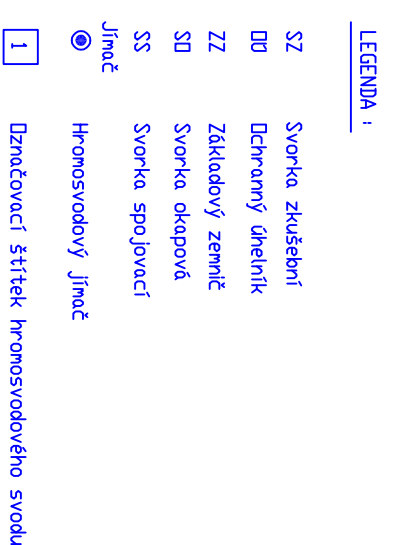 LEGENDA :
SZ Svorka zkušební
OÚ Ochranný úhelník
ZZ Základový zemnič
SO Svorka okapová
SS Svorka spojovací
Jímač
Hromosvodový jímač
1 Označovací štítek hromosvodového svodu